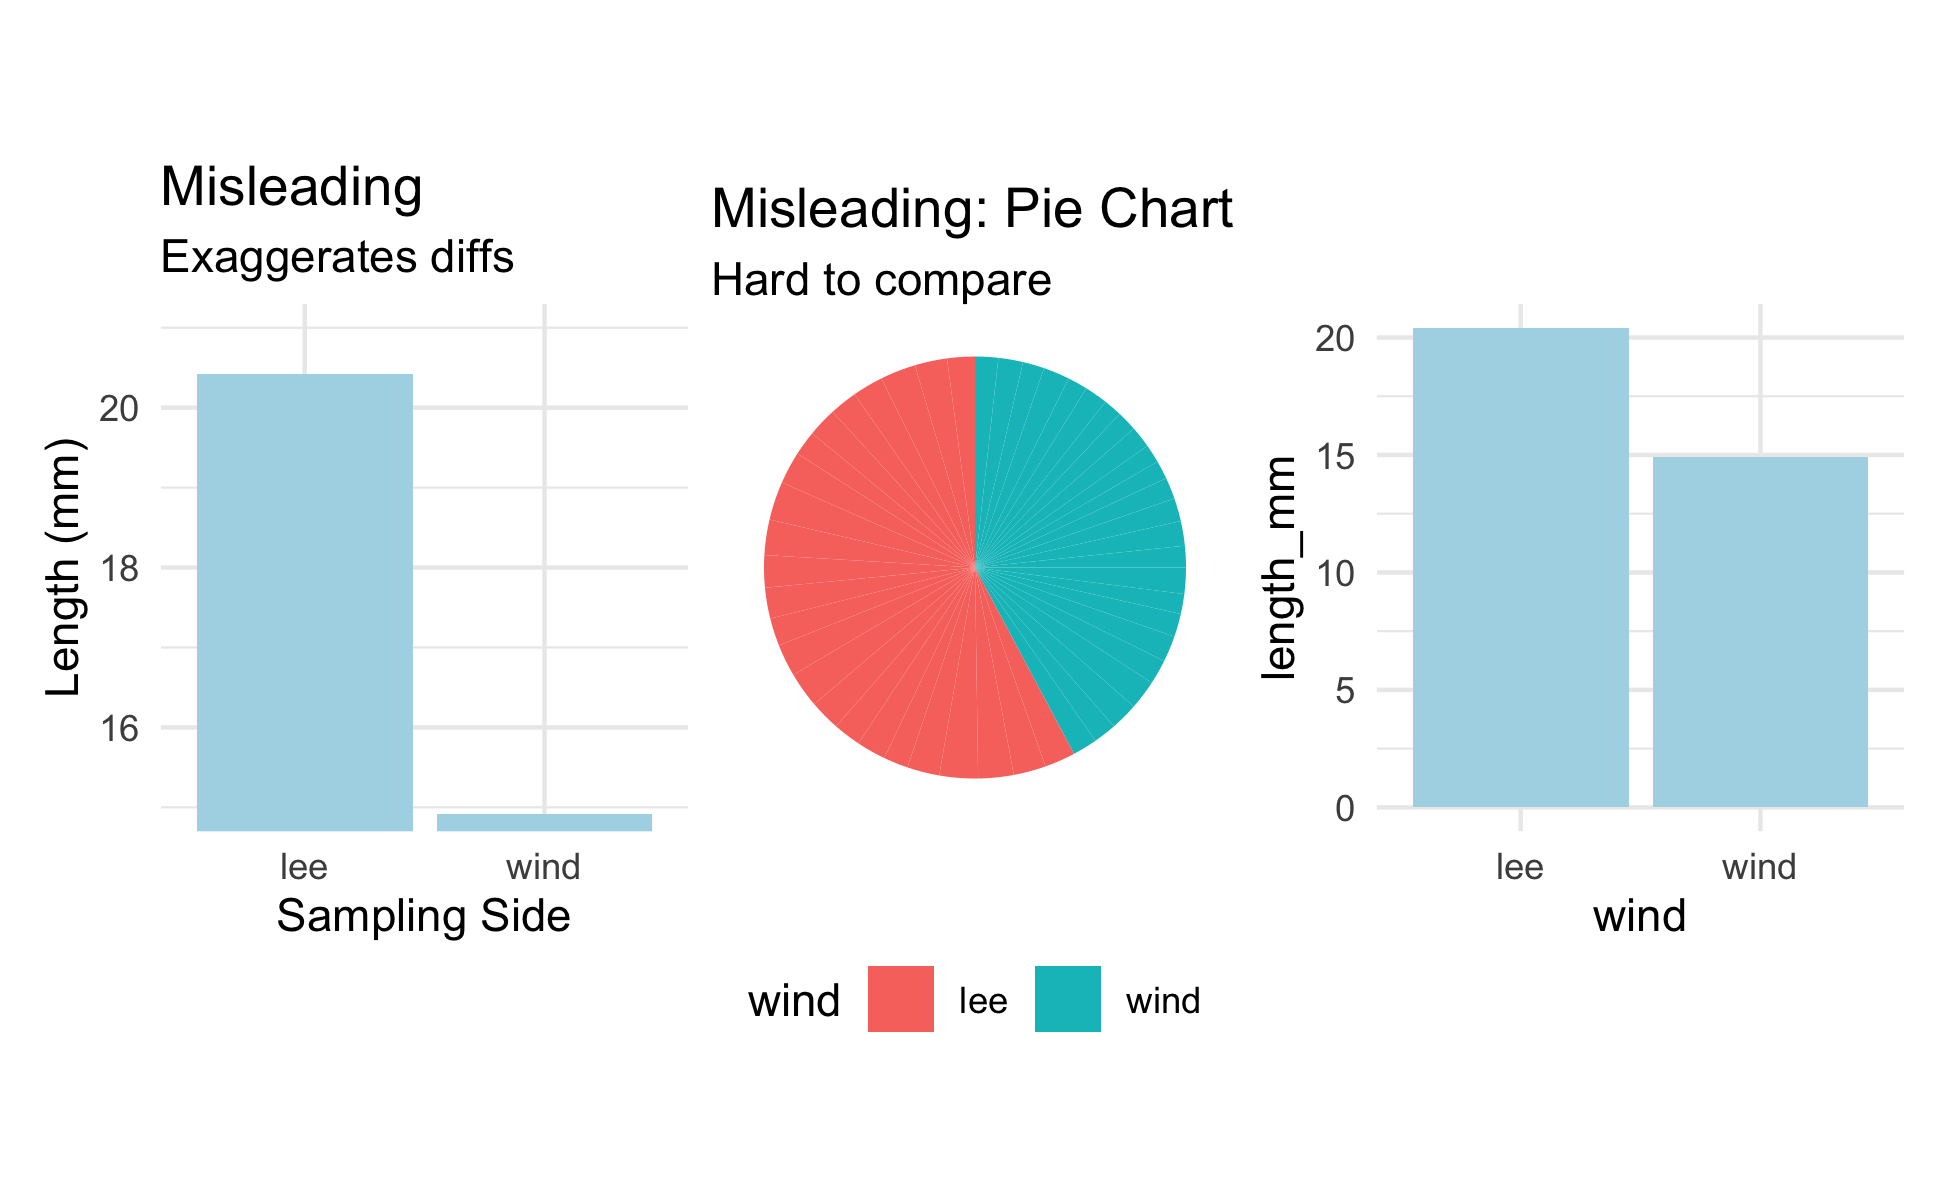 Misleading
Exaggerates diffs
Length (mm)
20
18
16
lee wind
Sampling Side
Misleading: Pie Chart
Hard to compare
wind lee wind
length_mm
20
15
10
5
0
lee wind
wind